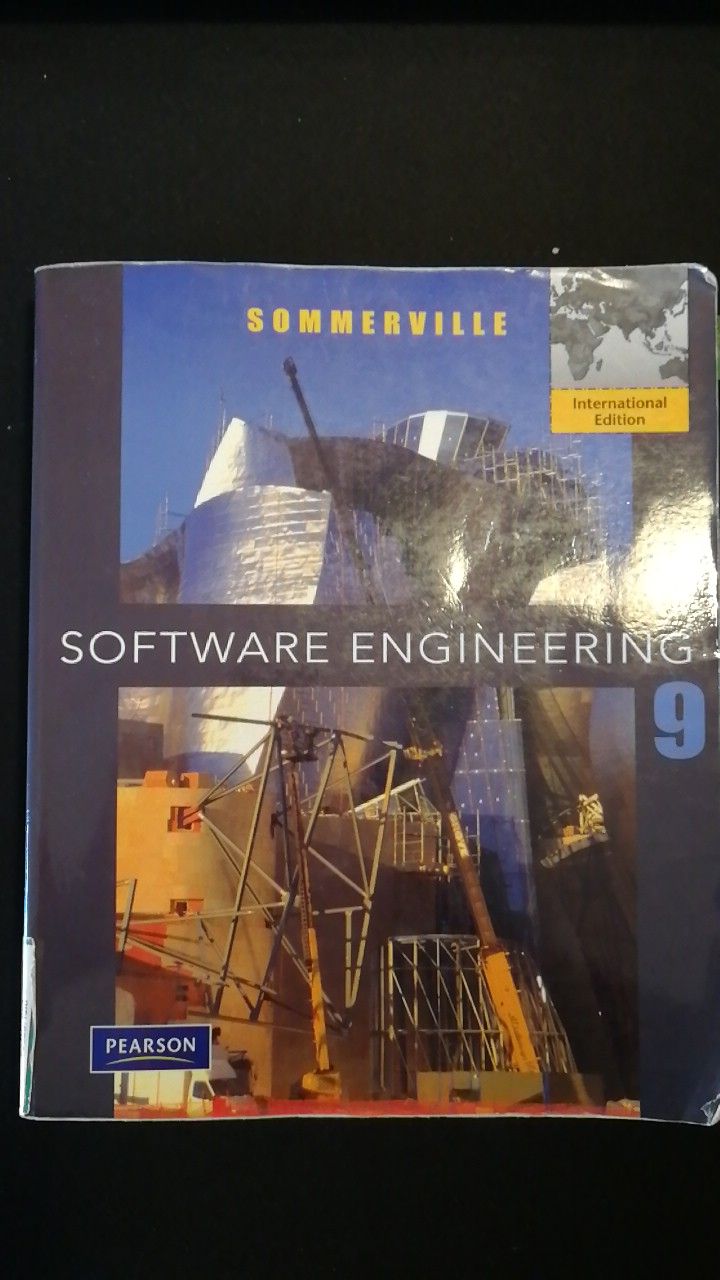 SOMMERVILLE
International
Edition
SOFTWARE ENGINEERING
9
PEARSON